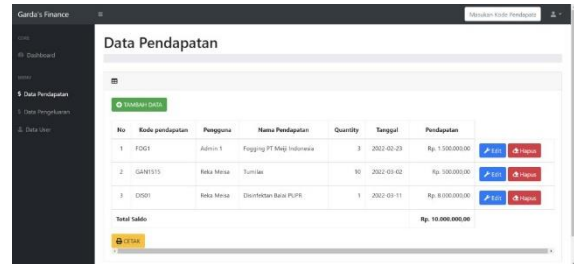 Garda's Finance
Masukan Kode Pendapata
Dashboard
$ Data Pendapatan
$ Data Pengeluaran
Data User
Data Pendapatan
TAMBAH DATA
No Kode pendapatan Pengguna Nama Pendapatan Quantity Tanggal Pendapatan
1 FOG1 Admin 1 Fogging PT Meiji Indonesia 3 2022-02-23 Rp. 1.500.000,00 Edit Hapus
2 GAN1515 Reka Meisa Tumilas 10 2022-03-02 Rp. 500.000,00 Edit Hapus
3 DIS01 Reka Meisa Disinfektan Balai PUPR 1 2022-03-11 Rp. 8.000.000,00 Edit Hapus
Total Saldo Rp. 10.000.000,00
CETAK